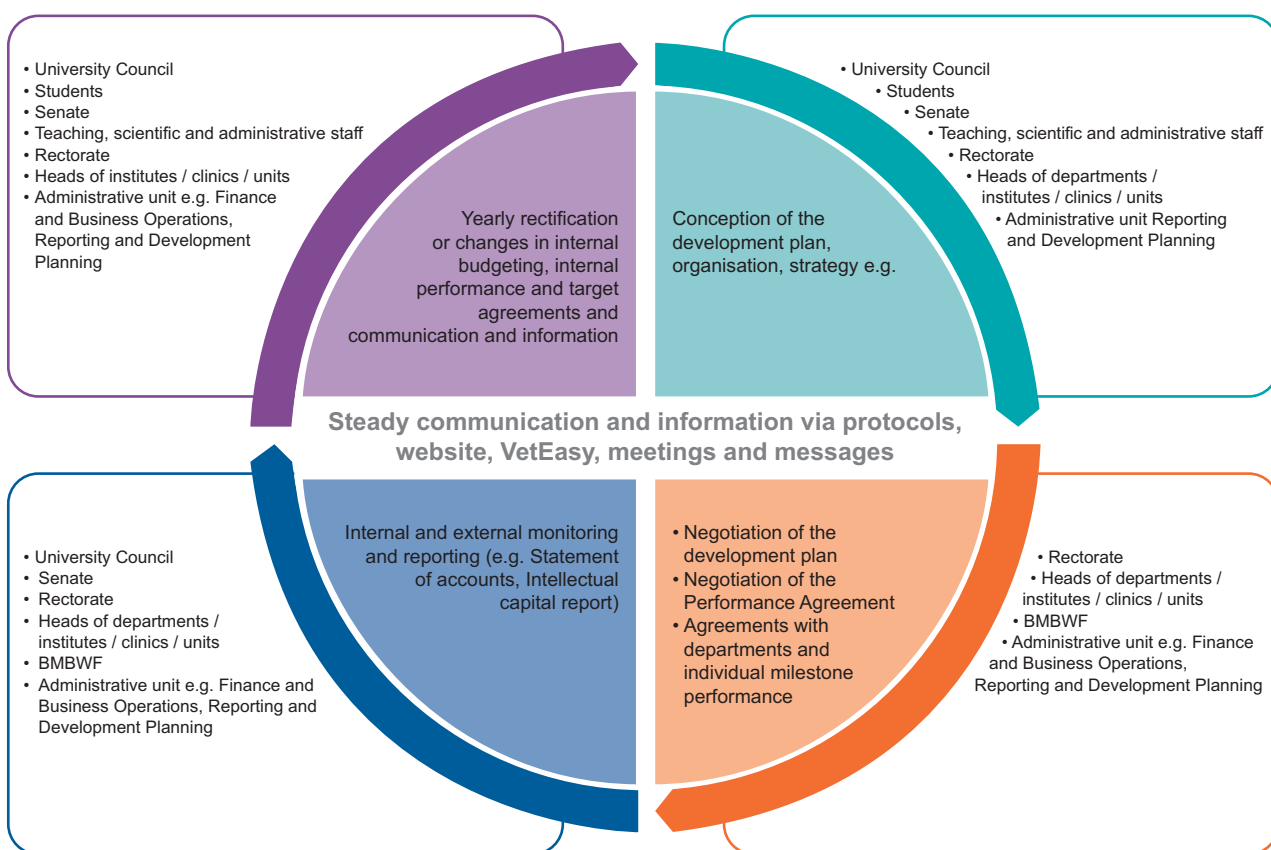 • University Council
• Students
• Senate
• Teaching, scientific and administrative staff
• Rectorate
• Heads of institutes / clinics / units
• Administrative unit e.g. Finance
and Business Operations,
Reporting and Development
Planning
Yearly rectification
or changes in internal
budgeting, internal
performance and target
agreements and
communication and information
Conception of the
development plan,
organisation, strategy e.g.
• University Council
• Students
• Senate
• Teaching, scientific and administrative staff
• Rectorate
• Heads of departments /
institutes / clinics / units
• Administrative unit Reporting
and Development Planning
Steady communication and information via protocols,
website, VetEasy, meetings and messages
• University Council
• Senate
• Rectorate
• Heads of departments /
institutes / clinics / units
• BMBWF
• Administrative unit e.g. Finance and
Business Operations, Reporting and
Development Planning
Internal and external monitoring
and reporting (e.g. Statement
of accounts, Intellectual
capital report)
• Negotiation of the
development plan
• Negotiation of the
Performance Agreement
• Agreements with
departments and
individual milestone
performance
• Rectorate
• Heads of departments /
institutes / clinics / units
• BMBWF
• Administrative unit e.g. Finance
and Business Operations,
Reporting and Development Planning